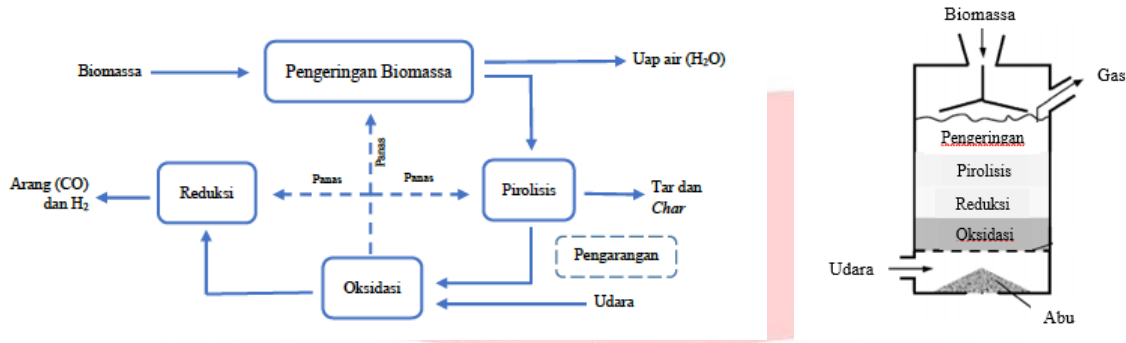 Biomassa
Pengeringan Biomassa
Uap air (H₂O)
Panas
Arang (CO)
dan H₂
Reduksi
Panas
Panas
Pirolisis
Tar dan
Char
Pengarangan
Oksidasi
Udara
Biomassa
Gas
Pengeringan
Pirolisis
Reduksi
Oksidasi
Udara
Abu